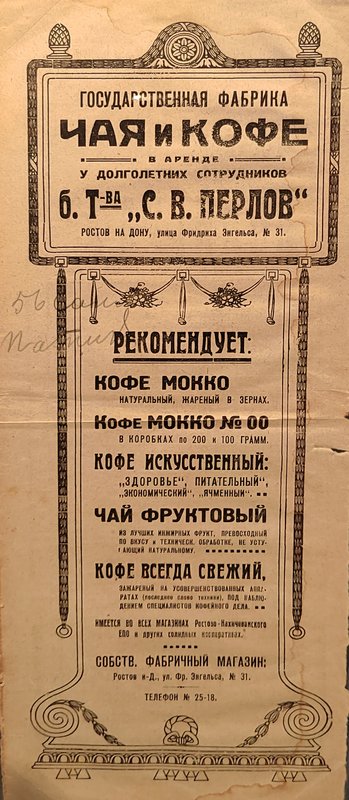 ГОСУДАРСТВЕННАЯ ФАБРИКА
ЧАЯ и КОФЕ
В АРЕНДЕ
У ДОЛГОЛЕТНИХ СОТРУДНИКОВ
б. Т-ВА „С. В. ПЕРЛОВ“
РОСТОВ НА ДОНУ, улица Фридриха Энгельса, № 31.
56
РЕКОМЕНДУЕТ:
КОФЕ МОККО
НАТУРАЛЬНЫЙ, ЖАРЕНЫЙ В ЗЕРНАХ.
КОФЕ МОККО № 00
В КОРОБКАХ по 200 и 100 ГРАММ.
КОФЕ ИСКУССТВЕННЫЙ:
„ЗДОРОВЬЕ“, ПИТАТЕЛЬНЫЙ“,
„ЭКОНОМИЧЕСКИЙ“, „ЯЧМЕННЫЙ“.
ЧАЙ ФРУКТОВЫЙ
ИЗ ЛУЧШИХ ИНЖИРНЫХ ФРУКТ, ПРЕВОСХОДНЫЙ
ПО ВКУСУ и ТЕХНИЧЕСК. ОБРАБОТКЕ, НЕ УСТУ-
АЮЩИЙ НАТУРАЛЬНОМУ.
КОФЕ ВСЕГДА СВЕЖИЙ,
ЗАЖАРЕНЫЙ НА УСОВЕРШЕНСТВОВАННЫХ АППА-
РАТАХ (последнее слово техники), ПОД НАБЛЮ-
ДЕНИЕМ СПЕЦИАЛИСТОВ КОФЕЙНОГО ДЕЛА.
ИМЕЕТСЯ ВО ВСЕХ МАГАЗИНАХ Ростово-Нахичеванского
ЕПО и других солидных кооперативах.
СОБСТВ. ФАБРИЧНЫЙ МАГАЗИН:
Ростов н-Д., ул. Фр. Энгельса, № 31.
ТЕЛЕФОН № 25-18.